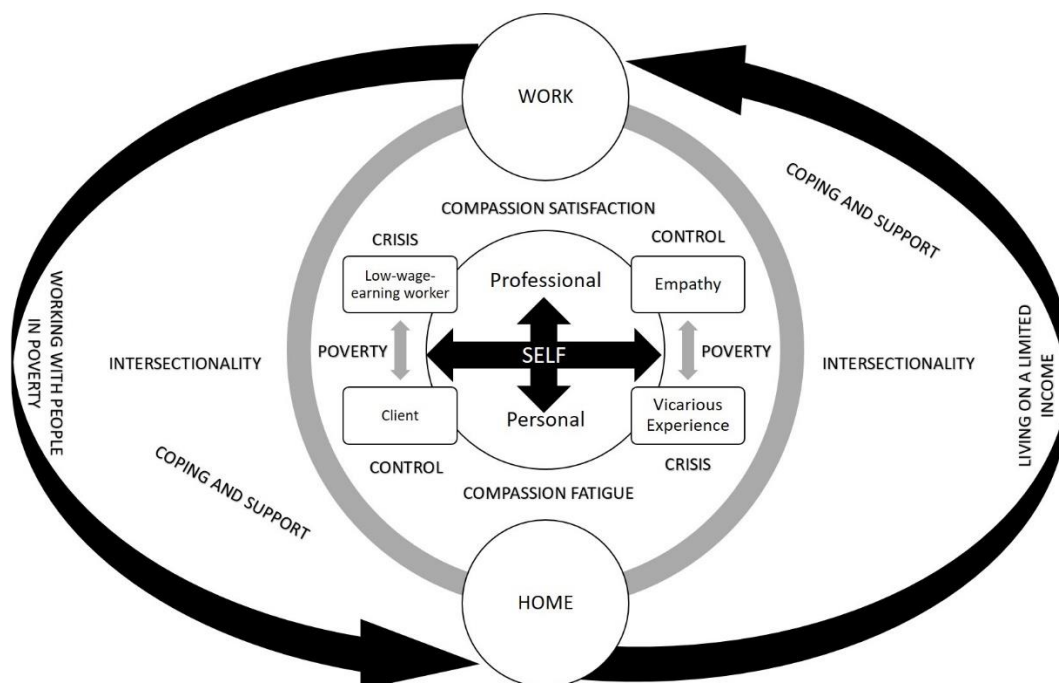 WORK
COPING AND SUPPORT
COMPASSION SATISFACTION
CRISIS
CONTROL
Low-wage-
earning worker
Professional
Empathy
WORKING WITH PEOPLE
IN POVERTY
INTERSECTIONALITY
POVERTY
SELF
POVERTY
INTERSECTIONALITY
LIVING ON A LIMITED
INCOME
Client
Personal
Vicarious
Experience
CONTROL
CRISIS
COPING AND SUPPORT
COMPASSION FATIGUE
HOME